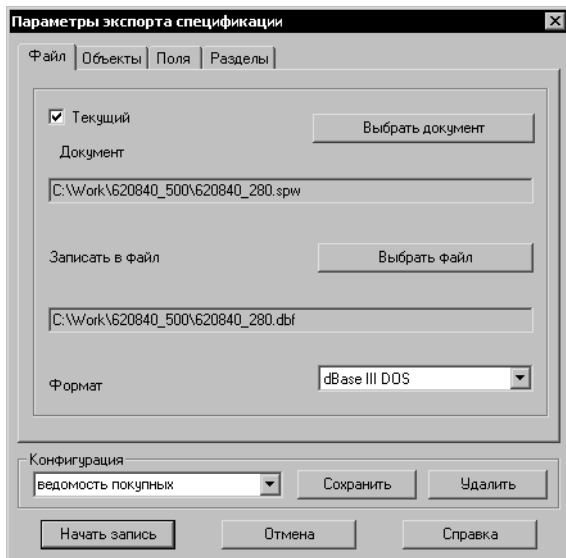 Параметры экспорта спецификации
Файл Объекты Поля Разделы
Текущий
Выбрать документ
Документ
C:\Work\620840_500\620840_280.spw
Записать в файл
Выбрать файл
C:\Work\620840_500\620840_280.dbf
Формат
dBase III DOS
Конфигурация
ведомость покупных
Сохранить
Удалить
Начать запись
Отмена
Справка